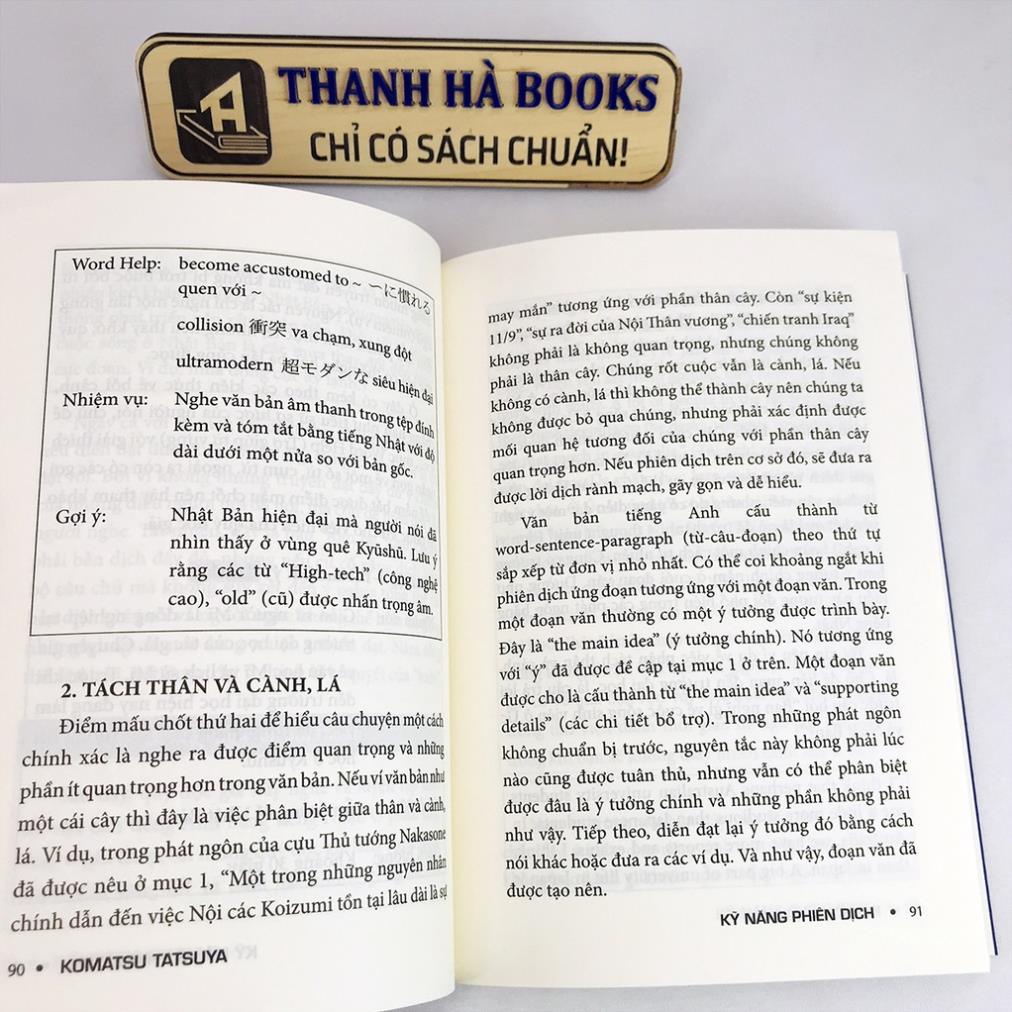 THANH HÀ BOOKS
CHỈ CÓ SÁCH CHUẨN!
Word Help: become accustomed to ~ ～に慣れる
quen với ~
collision 衝突 va chạm, xung đột
ultramodern 超モダンな siêu hiện đại
Nhiệm vụ: Nghe văn bản âm thanh trong tệp đính
kèm và tóm tắt bằng tiếng Nhật với độ
dài dưới một nửa so với bản gốc.
Gợi ý: Nhật Bản hiện đại mà người nói đã
nhìn thấy ở vùng quê Kyūshū. Lưu ý
rằng các từ “High-tech” (công nghệ
cao), “old” (cũ) được nhấn trọng âm.
2. TÁCH THÂN VÀ CÀNH, LÁ
Điểm mấu chốt thứ hai để hiểu câu chuyện một cách
chính xác là nghe ra được điểm quan trọng và những
phần ít quan trọng hơn trong văn bản. Nếu ví văn bản như
một cái cây thì đây là việc phân biệt giữa thân và cành,
lá. Ví dụ, trong phát ngôn của cựu Thủ tướng Nakasone
đã được nêu ở mục 1, “Một trong những nguyên nhân
chính dẫn đến việc Nội các Koizumi tồn tại lâu dài là sự
90 • KOMATSU TATSUYA
may mắn” tương ứng với phần thân cây. Còn “sự kiện
11/9”, “sự ra đời của Nội Thân vương”, “chiến tranh Iraq”
không phải là không quan trọng, nhưng chúng không
phải là thân cây. Chúng rốt cuộc vẫn là cành, lá. Nếu
không có cành, lá thì không thể thành cây nên chúng ta
không được bỏ qua chúng, nhưng phải xác định được
mối quan hệ tương đối của chúng với phần thân cây
quan trọng hơn. Nếu phiên dịch trên cơ sở đó, sẽ đưa ra
được lời dịch rành mạch, gãy gọn và dễ hiểu.
Văn bản tiếng Anh cấu thành từ
word-sentence-paragraph (từ-câu-đoạn) theo thứ tự
sắp xếp từ đơn vị nhỏ nhất. Có thể coi khoảng ngắt khi
phiên dịch ứng đoạn tương ứng với một đoạn văn. Trong
một đoạn văn thường có một ý tưởng được trình bày.
Đây là “the main idea” (ý tưởng chính). Nó tương ứng
với “ý” đã được đề cập tại mục 1 ở trên. Một đoạn văn
được cho là cấu thành từ “the main idea” và “supporting
details” (các chi tiết bổ trợ). Trong những phát ngôn
không chuẩn bị trước, nguyên tắc này không phải lúc
nào cũng được tuân thủ, nhưng vẫn có thể phân biệt
được đâu là ý tưởng chính và những phần không phải
như vậy. Tiếp theo, diễn đạt lại ý tưởng đó bằng cách
nói khác hoặc đưa ra các ví dụ. Và như vậy, đoạn văn đã
được tạo nên.
KỸ NĂNG PHIÊN DỊCH • 91